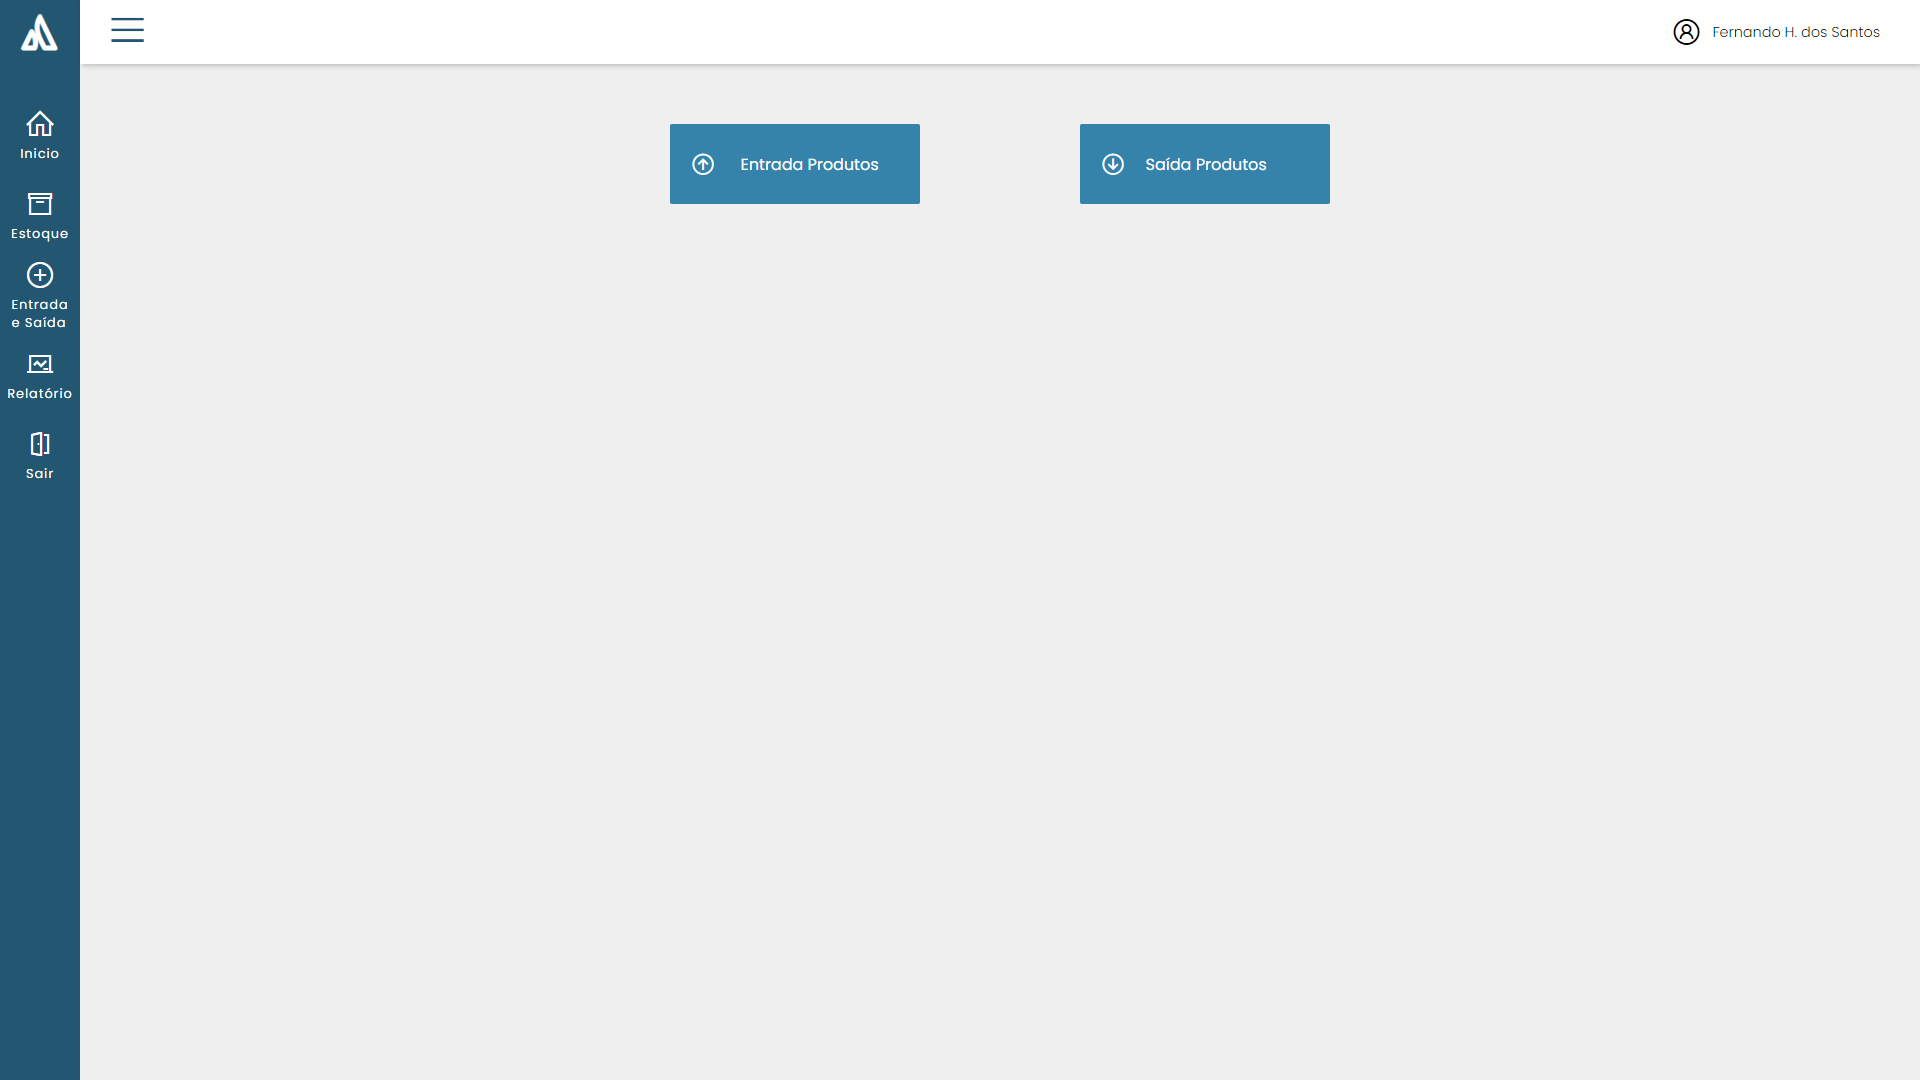 Fernando H. dos Santos
Inicio
Estoque
Entrada
e Saída
Relatório
Sair
Entrada Produtos
Saída Produtos